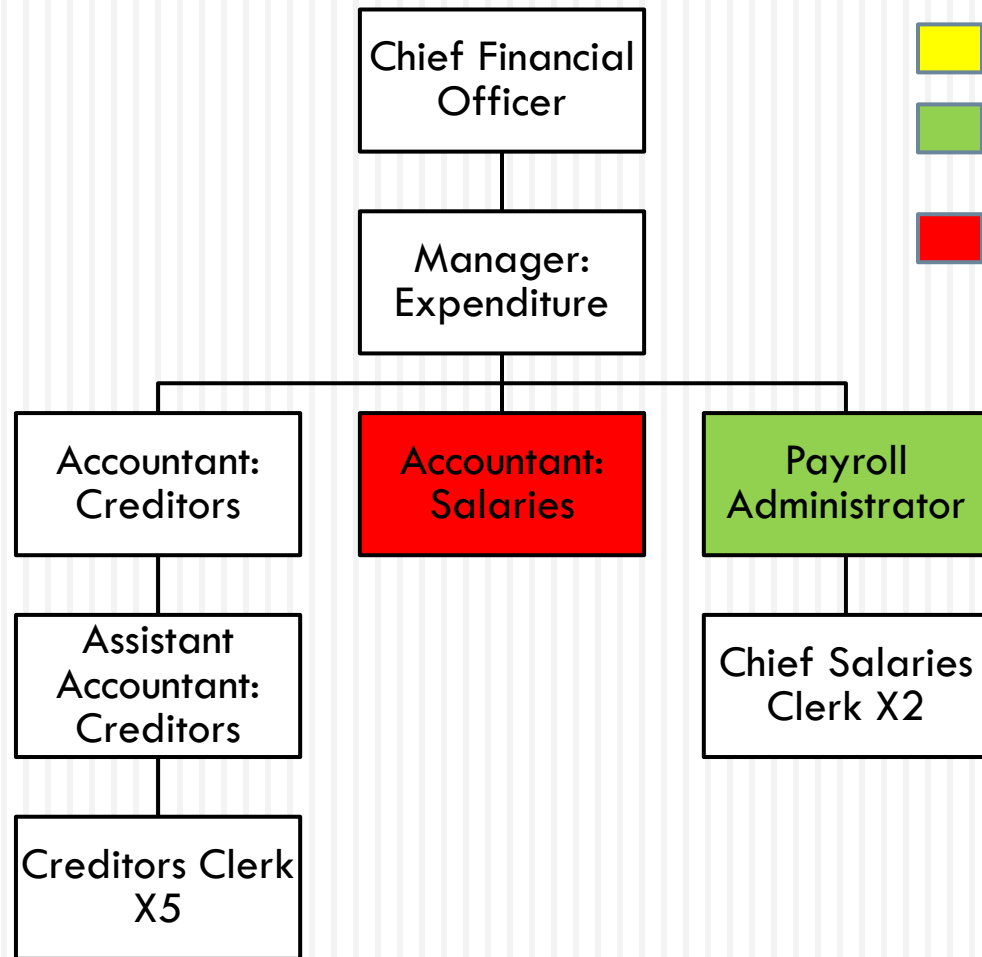 Chief Financial
Officer
Manager:
Expenditure
Accountant:
Creditors
Accountant:
Salaries
Payroll
Administrator
Assistant
Accountant:
Creditors
Chief Salaries
Clerk X2
Creditors Clerk
X5